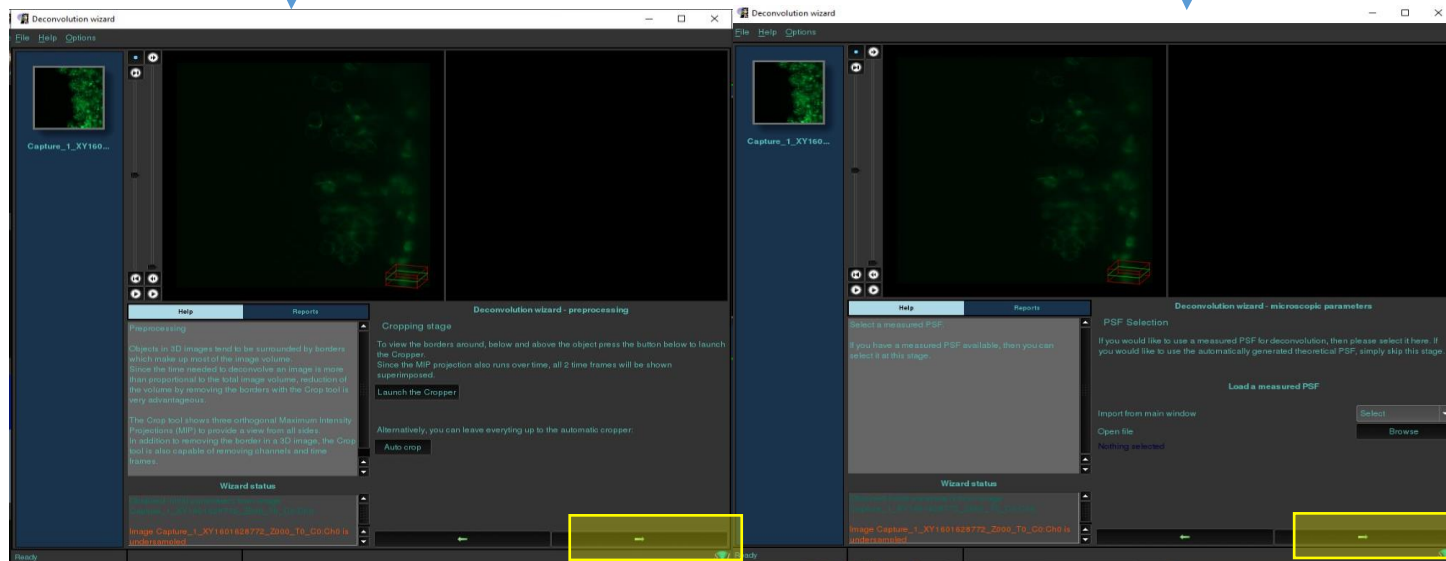 Deconvolution wizard
File Help Options
Capture_1_XY160...
Help
Reports
Preprocessing
Objects in 3D images tend to be surrounded by borders
which make up most of the image volume.
Since the time needed to deconvolve an image is more
than proportional to the total image volume, reduction of
the volume by removing the borders with the Crop tool is
very advantageous.
The Crop tool shows three orthogonal Maximum Intensity
Projections (MIP) to provide a view from all sides.
In addition to removing the border in a 3D image, the Crop
tool is also capable of removing channels and time
frames.
Wizard status
Image Capture_1_XY1601628772_Z000_T0_C0:Ch0 is
undersampled
Deconvolution wizard - preprocessing
Cropping stage
To view the borders around, below and above the object press the button below to launch
the Cropper.
Since the MIP projection also runs over time, all 2 time frames will be shown
superimposed.
Launch the Cropper
Alternatively, you can leave everyting up to the automatic cropper:
Auto crop
Ready
Deconvolution wizard
File Help Options
Capture_1_XY160...
Help
Reports
Select a measured PSF
If you have a measured PSF available, then you can
select it at this stage.
Wizard status
Image Capture_1_XY1601628772_Z000_T0_C0:Ch0 is
undersampled
Deconvolution wizard - microscopic parameters
PSF Selection
If you would like to use a measured PSF for deconvolution, then please select it here. If
you would like to use the automatically generated theoretical PSF, simply skip this stage.
Load a measured PSF
Import from main window
Select
Open file
Browse
Nothing selected
Ready